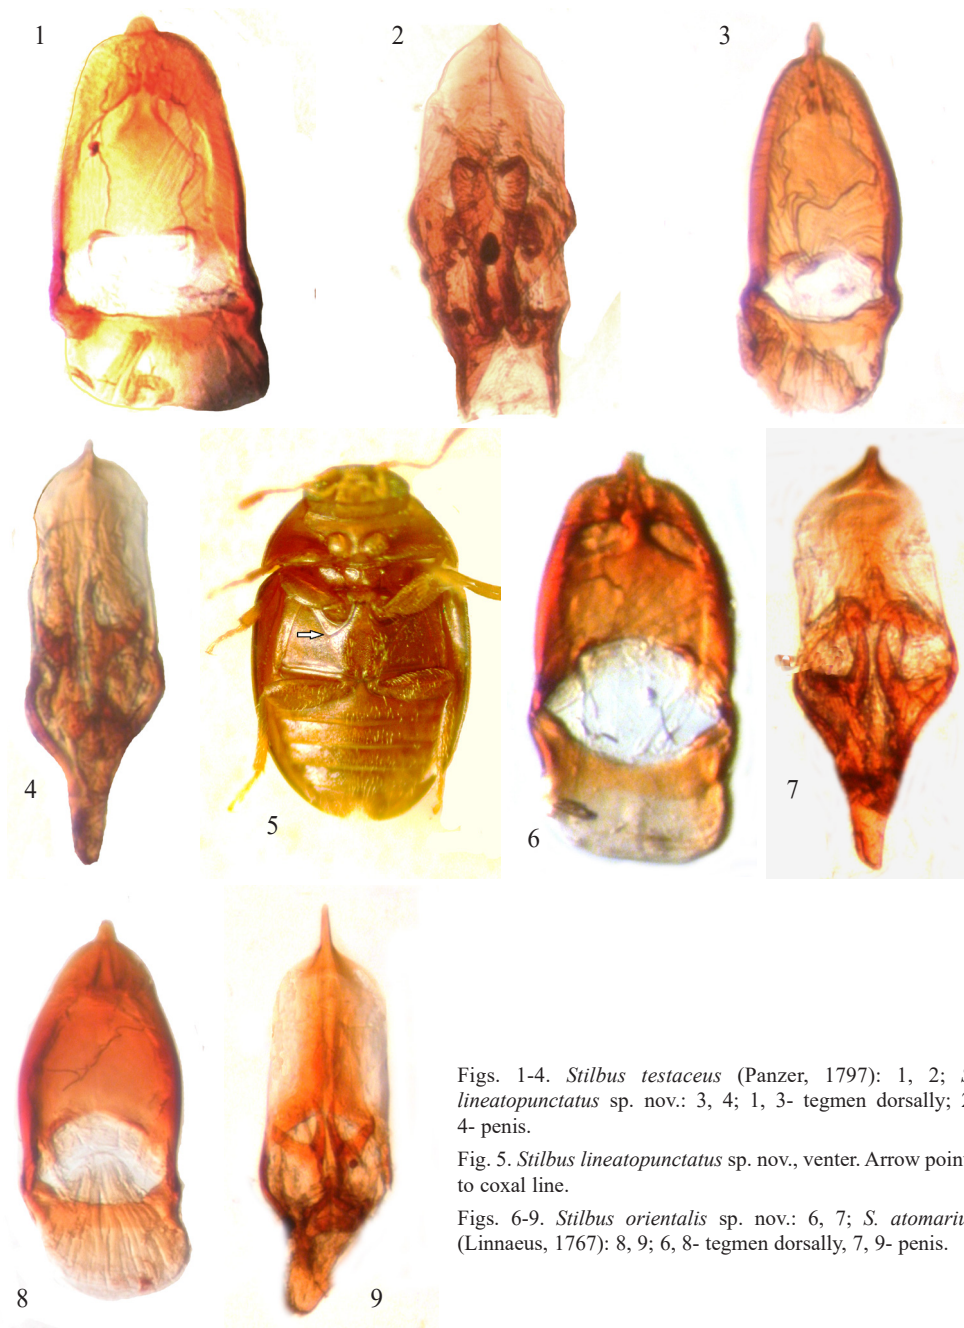 1
2
3
4
5
6
7
8
9
Figs. 1-4. Stilbus testaceus (Panzer, 1797): 1, 2;
lineatopunctatus sp. nov.: 3, 4; 1, 3- tegmen dorsally;
4- penis.
Fig. 5. Stilbus lineatopunctatus sp. nov., venter. Arrow point
to coxal line.
Figs. 6-9. Stilbus orientalis sp. nov.: 6, 7; S. atomariu
(Linnaeus, 1767): 8, 9; 6, 8- tegmen dorsally, 7, 9- penis.